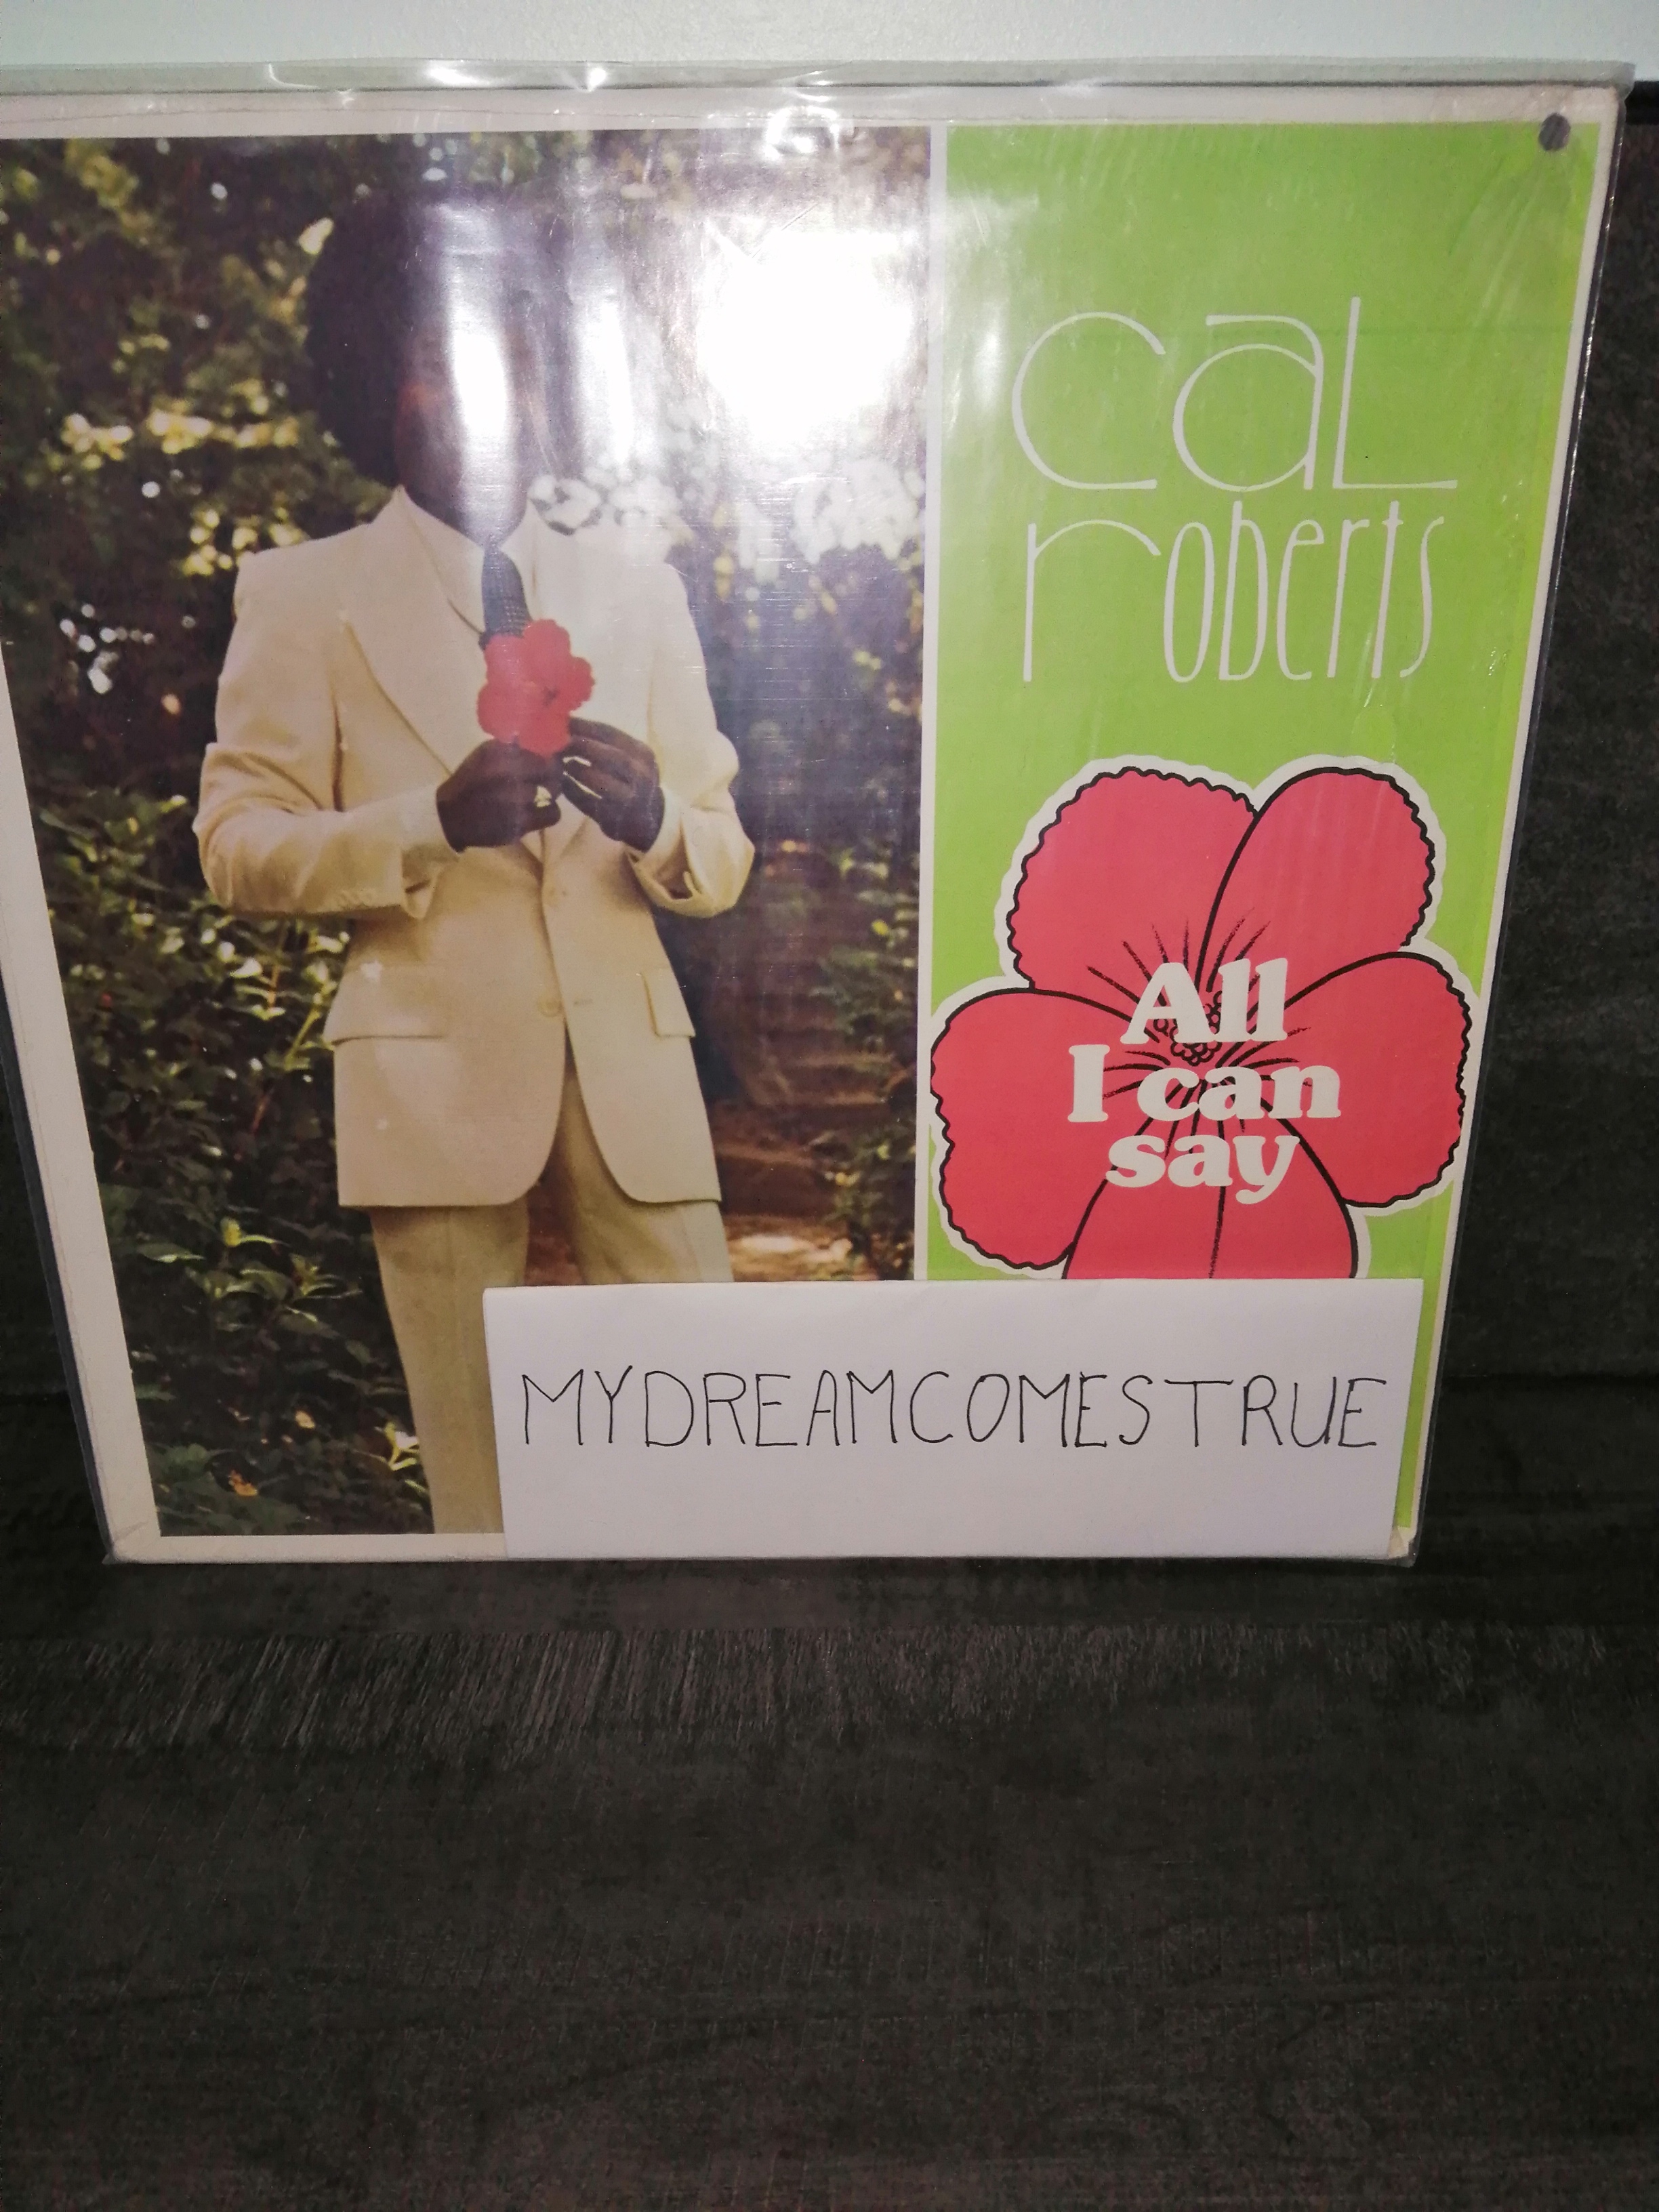 caL
roberts
All
I can
say
MYDREAMCOMESTRUE